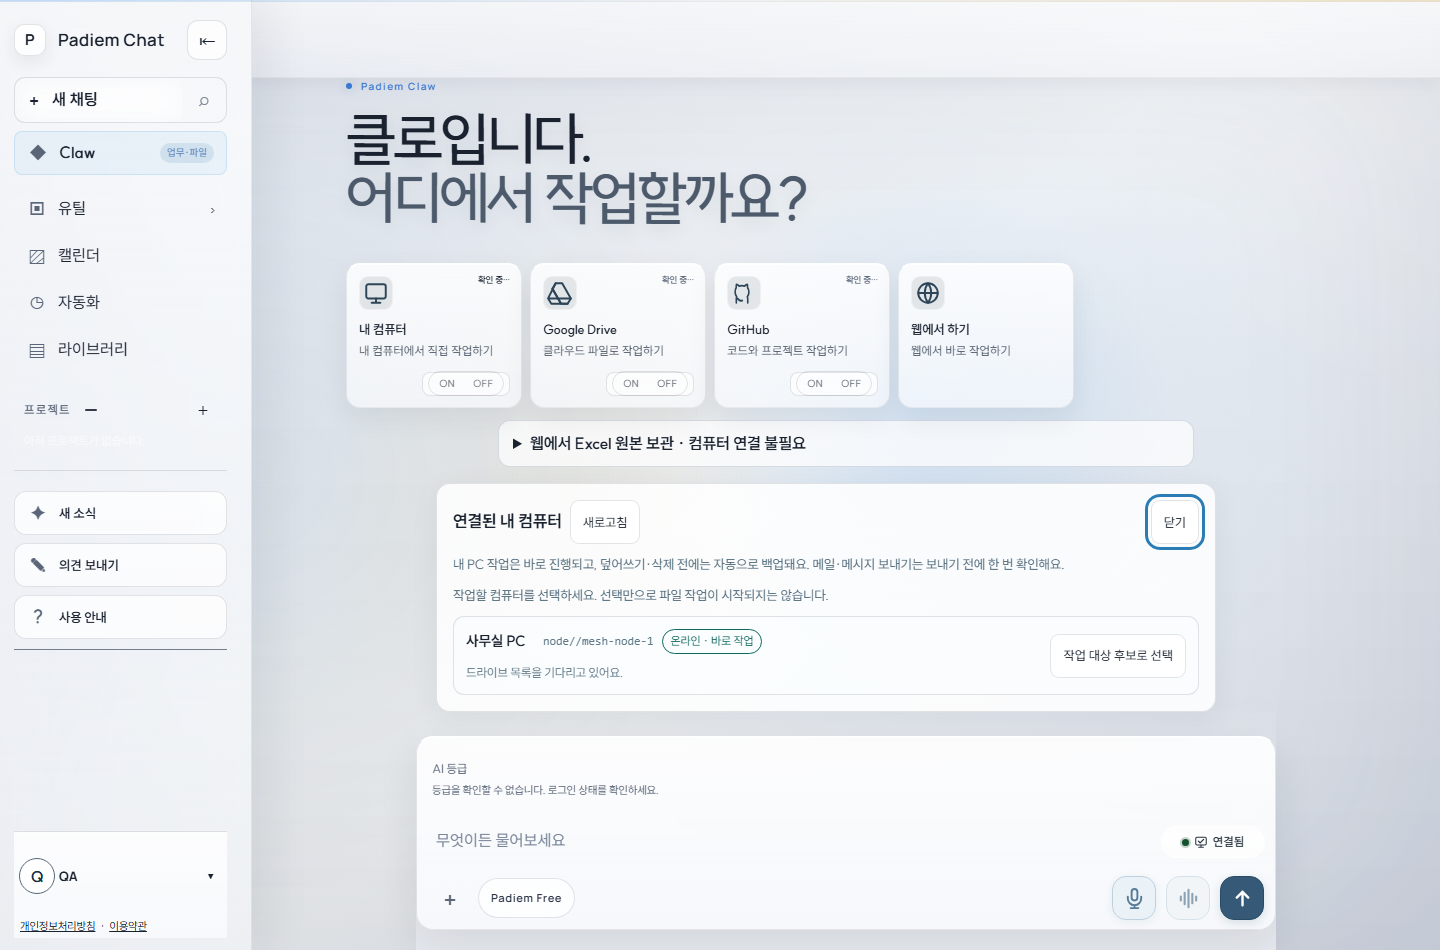 P Padiem Chat
+ 새 채팅
Claw 업무·파일
유틸
캘린더
자동화
라이브러리
프로젝트 +
아직 프로젝트가 없습니다.
새 소식
의견 보내기
? 사용 안내
Q QA
개인정보처리방침 · 이용약관
Padiem Claw
클로입니다.
어디에서 작업할까요?
확인 중…
내 컴퓨터
내 컴퓨터에서 직접 작업하기
ON OFF
확인 중…
Google Drive
클라우드 파일로 작업하기
ON OFF
확인 중…
GitHub
코드와 프로젝트 작업하기
ON OFF
웹에서 하기
웹에서 바로 작업하기
웹에서 Excel 원본 보관 · 컴퓨터 연결 불필요
연결된 내 컴퓨터 새로고침 닫기
내 PC 작업은 바로 진행되고, 덮어쓰기·삭제 전에는 자동으로 백업돼요. 메일·메시지 보내기는 보내기 전에 한 번 확인해요.
작업할 컴퓨터를 선택하세요. 선택만으로 파일 작업이 시작되지는 않습니다.
사무실 PC node//mesh-node-1 온라인 · 바로 작업
드라이브 목록을 기다리고 있어요.
작업 대상 후보로 선택
AI 등급
등급을 확인할 수 없습니다. 로그인 상태를 확인하세요.
무엇이든 물어보세요
연결됨
+ Padiem Free